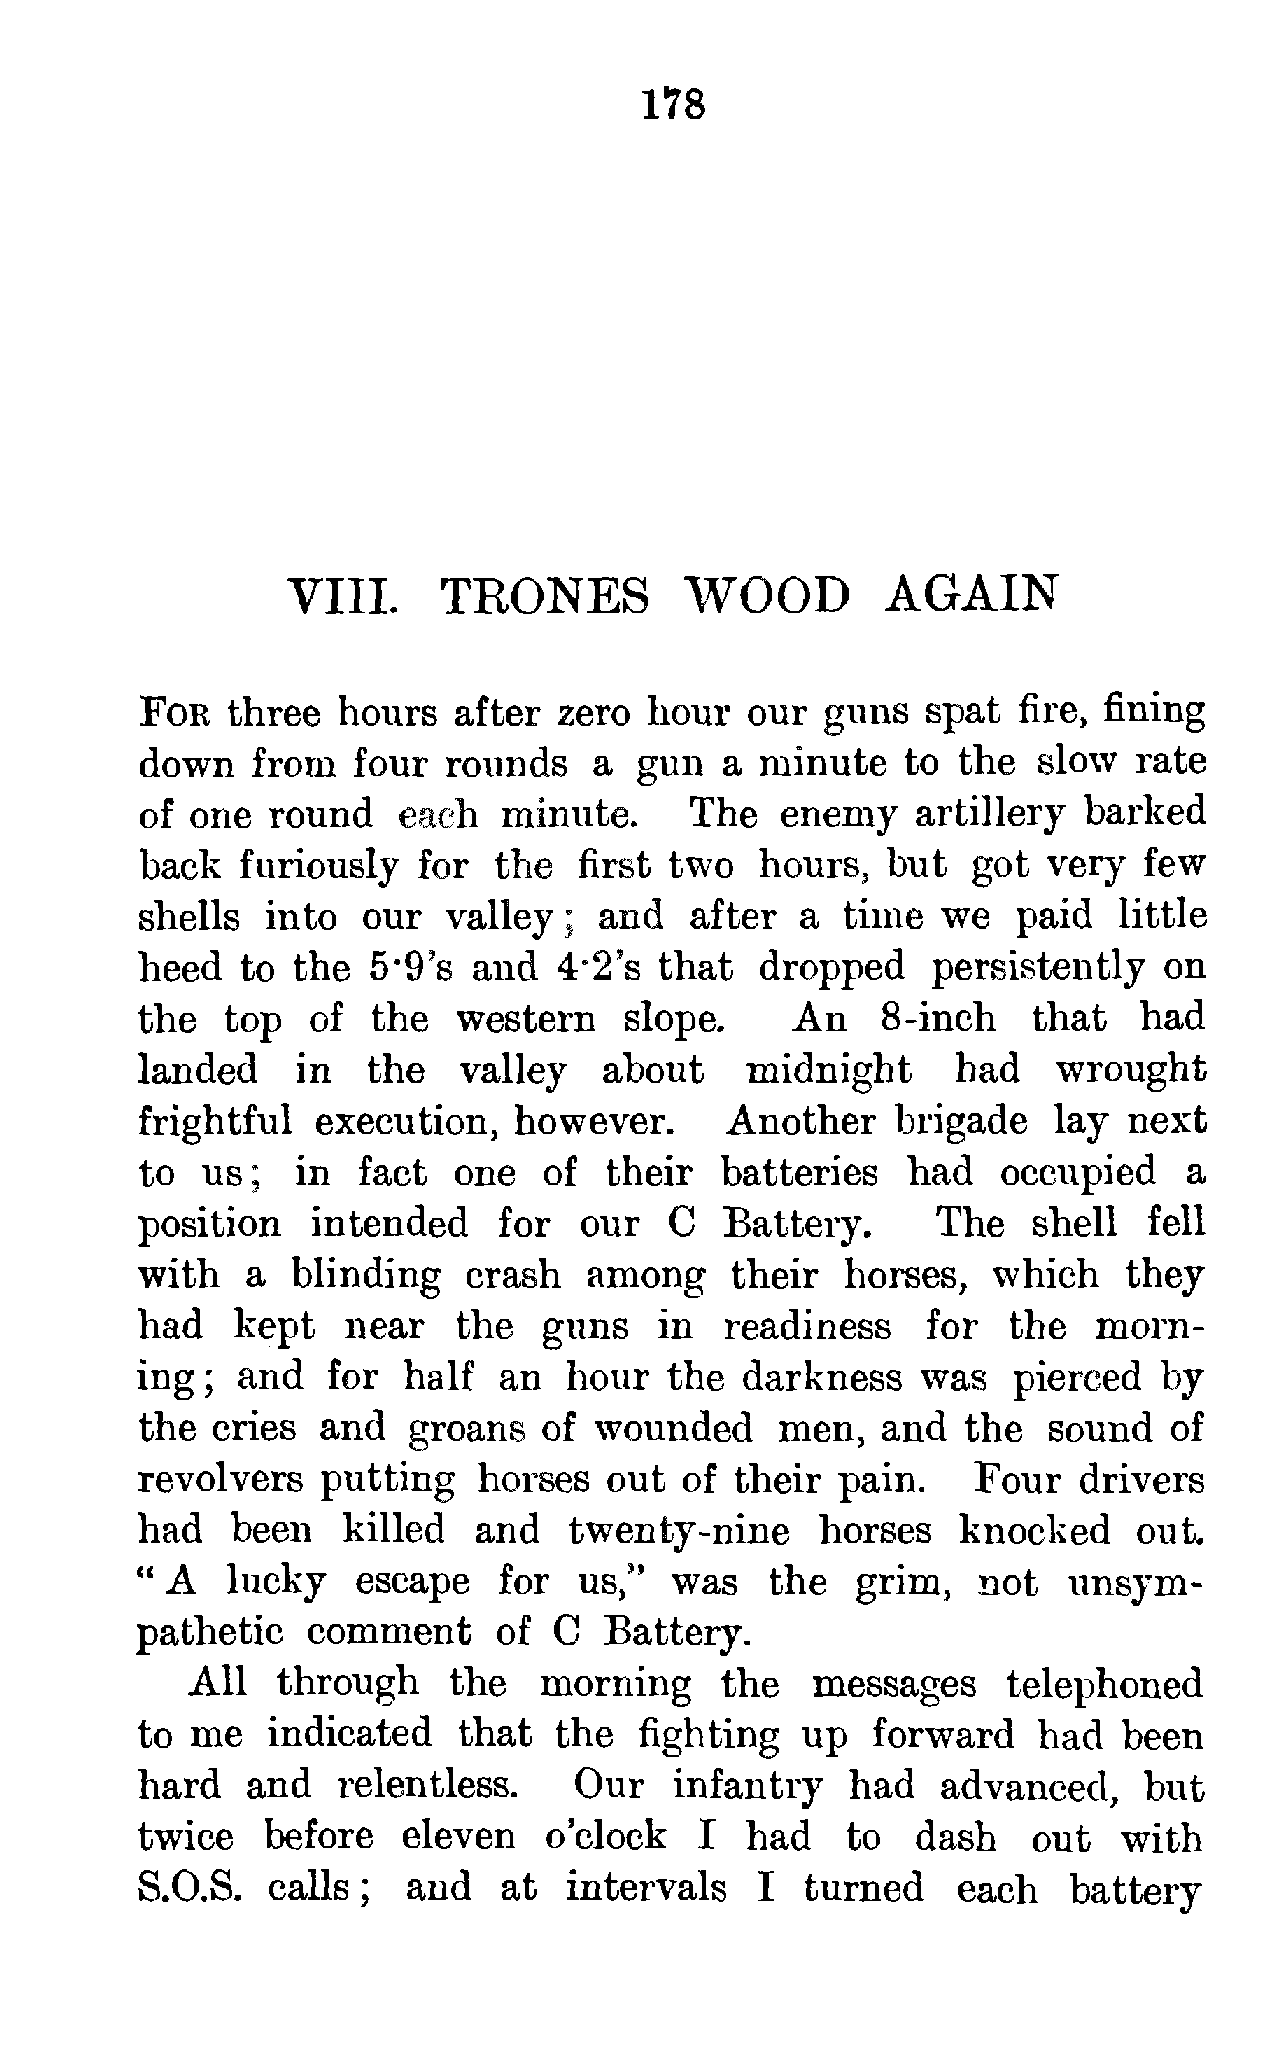 178
VIII. TRONES WOOD AGAIN
FOR three hours after zero hour our guns spat fire, fining
down from four rounds a gun a minute to the slow rate
of one round each minute. The enemy artillery barked
back furiously for the first two hours, but got very few
shells into our valley; and after a time we paid little
heed to the 5·9's and 4·2's that dropped persistently on
the top of the western slope. An 8-inch that had
landed in the valley about midnight had wrought
frightful execution, however. Another brigade lay next
to us; in fact one of their batteries had occupied a
position intended for our C Battery. The shell fell
with a blinding crash among their horses, which they
had kept near the guns in readiness for the morn-
ing; and for half an hour the darkness was pierced by
the cries and groans of wounded men, and the sound of
revolvers putting horses out of their pain. Four drivers
had been killed and twenty-nine horses knocked out.
"A lucky escape for us," was the grim, not unsym-
pathetic comment of C Battery.
All through the morning the messages telephoned
to me indicated that the fighting up forward had been
hard and relentless. Our infantry had advanced, but
twice before eleven o'clock I had to dash out with
S.O.S. calls; and at intervals I turned each battery